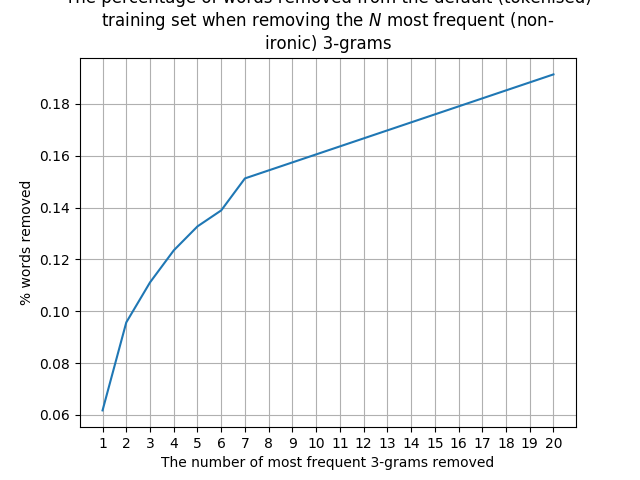 The percentage of words removed from the default (tokenised)
training set when removing the N most frequent (non-
ironic) 3-grams
0.18
0.16
0.14
0.12
0.10
0.08
0.06
% words removed
1 2 3 4 5 6 7 8 9 10 11 12 13 14 15 16 17 18 19 20
The number of most frequent 3-grams removed